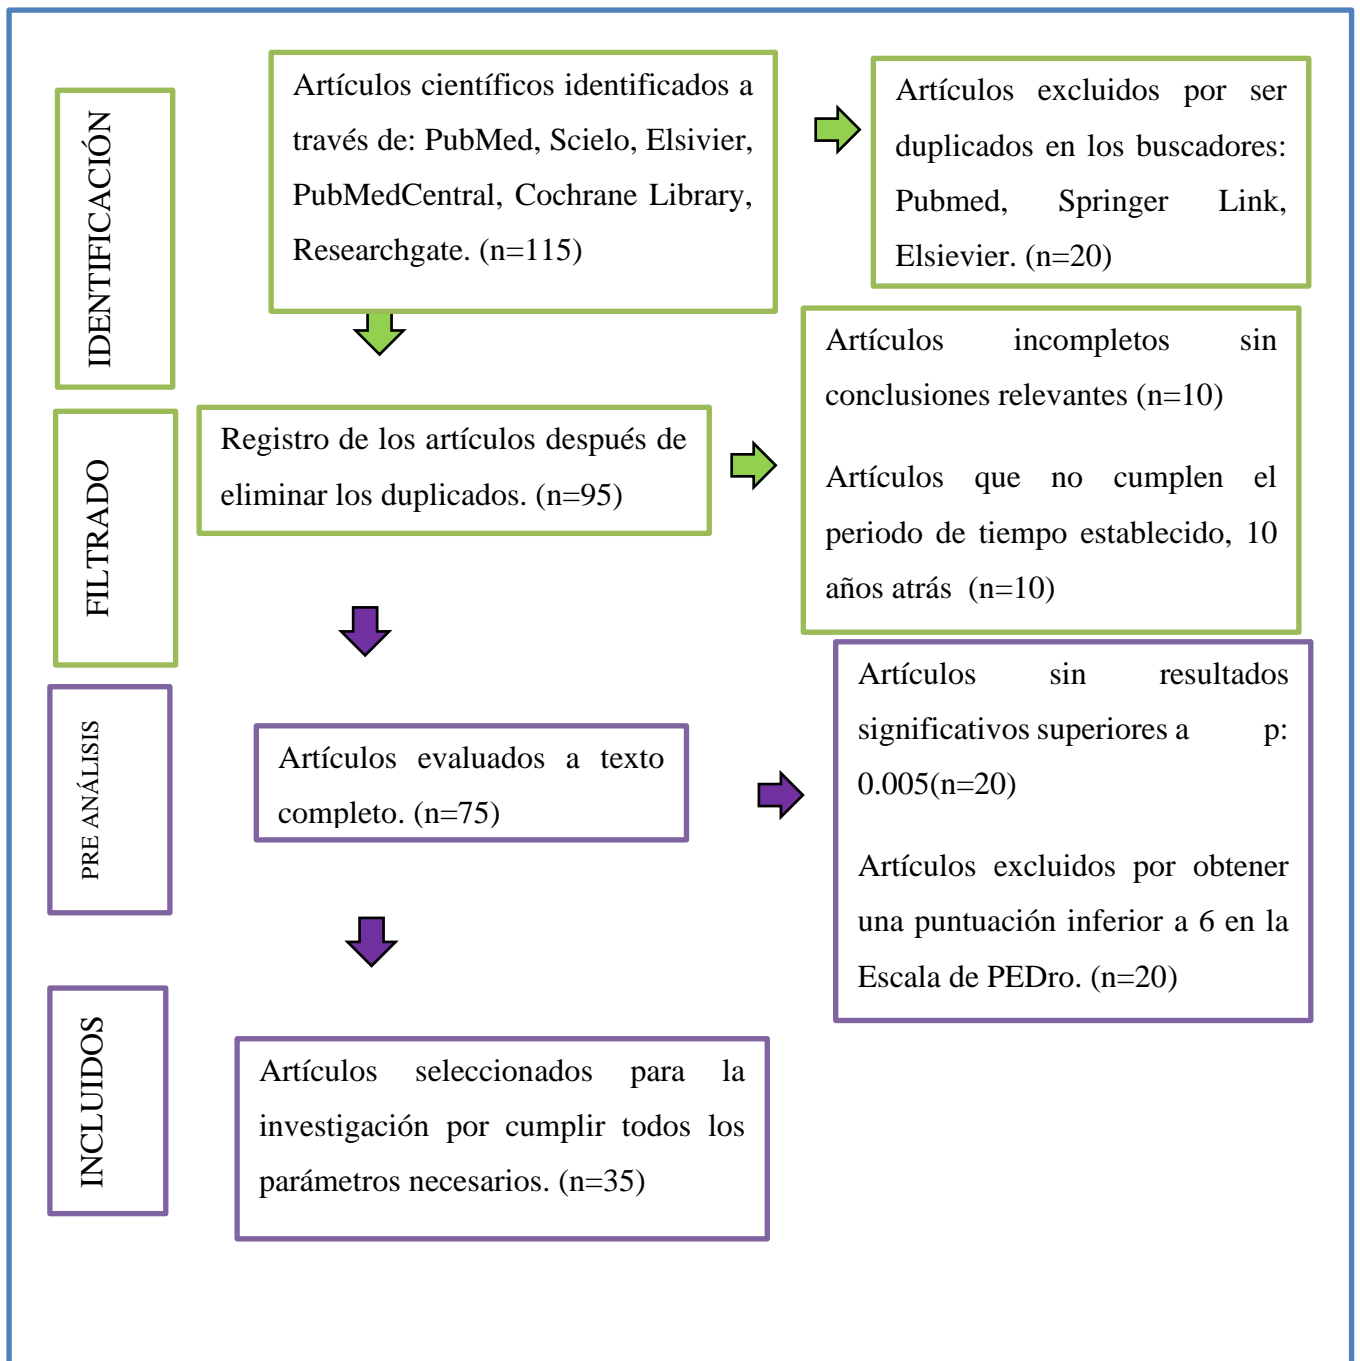 IDENTIFICACIÓN
Artículos científicos identificados a
través de: PubMed, Scielo, Elsivier,
PubMedCentral, Cochrane Library,
Researchgate. (n=115)
Artículos excluidos por ser
duplicados en los buscadores:
Pubmed, Springer Link,
Elsievier. (n=20)
FILTRADO
Registro de los artículos después de
eliminar los duplicados. (n=95)
Artículos incompletos sin
conclusiones relevantes (n=10)
Artículos que no cumplen el
periodo de tiempo establecido, 10
años atrás (n=10)
PRE ANÁLISIS
Artículos evaluados a texto
completo. (n=75)
Artículos sin resultados
significativos superiores a p:
0.005(n=20)
Artículos excluidos por obtener
una puntuación inferior a 6 en la
Escala de PEDro. (n=20)
INCLUIDOS
Artículos seleccionados para la
investigación por cumplir todos los
parámetros necesarios. (n=35)